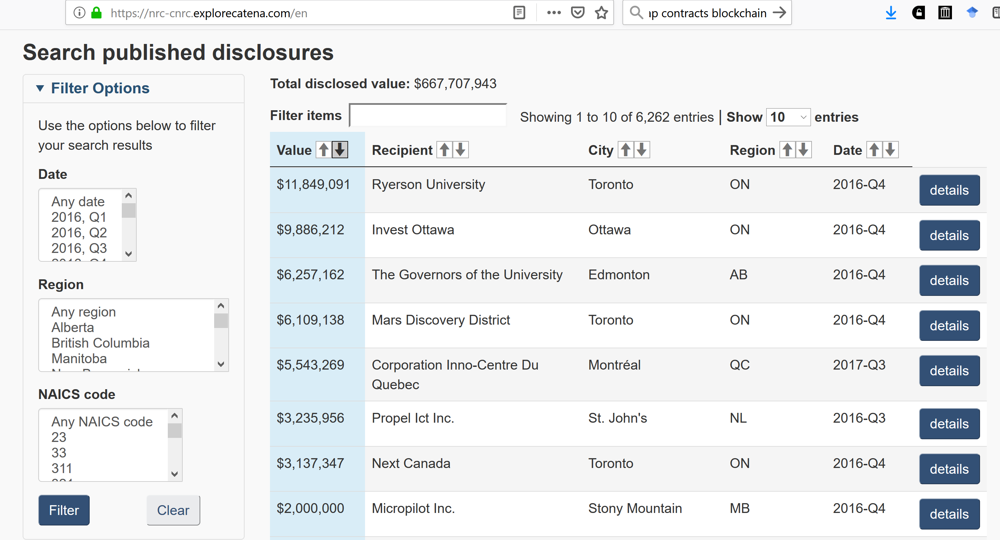 https://nrc-cnrc.explorecatena.com/en
ap contracts blockchain
Search published disclosures
Filter Options
Use the options below to filter
your search results
Date
Any date
2016, Q1
2016, Q2
2016, Q3
Region
Any region
Alberta
British Columbia
Manitoba
NAICS code
Any NAICS code
23
33
311
Filter Clear
Total disclosed value: $667,707,943
Filter items Showing 1 to 10 of 6,262 entries | Show 10 entries
Value Recipient City Region Date
$11,849,091 Ryerson University Toronto ON 2016-Q4 details
$9,886,212 Invest Ottawa Ottawa ON 2016-Q4 details
$6,257,162 The Governors of the University Edmonton AB 2016-Q4 details
$6,109,138 Mars Discovery District Toronto ON 2016-Q4 details
$5,543,269 Corporation Inno-Centre Du Montréal QC 2017-Q3 details
Quebec
$3,235,956 Propel Ict Inc. St. John's NL 2016-Q3 details
$3,137,347 Next Canada Toronto ON 2016-Q4 details
$2,000,000 Micropilot Inc. Stony Mountain MB 2016-Q4 details